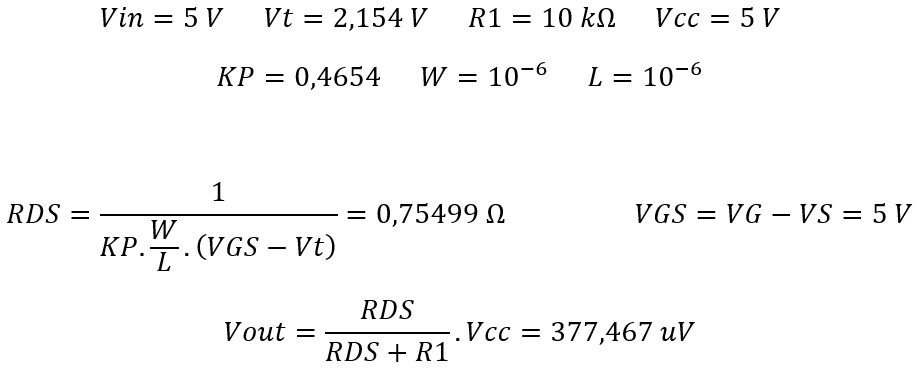 Vin = 5 V Vt = 2,154 V R1 = 10 kΩ Vcc = 5 V
KP = 0,4654 W = 10⁻⁶ L = 10⁻⁶
RDS = 1 / (KP. W/L . (VGS − Vt)) = 0,75499 Ω VGS = VG − VS = 5 V
Vout = RDS / (RDS + R1) . Vcc = 377,467 uV